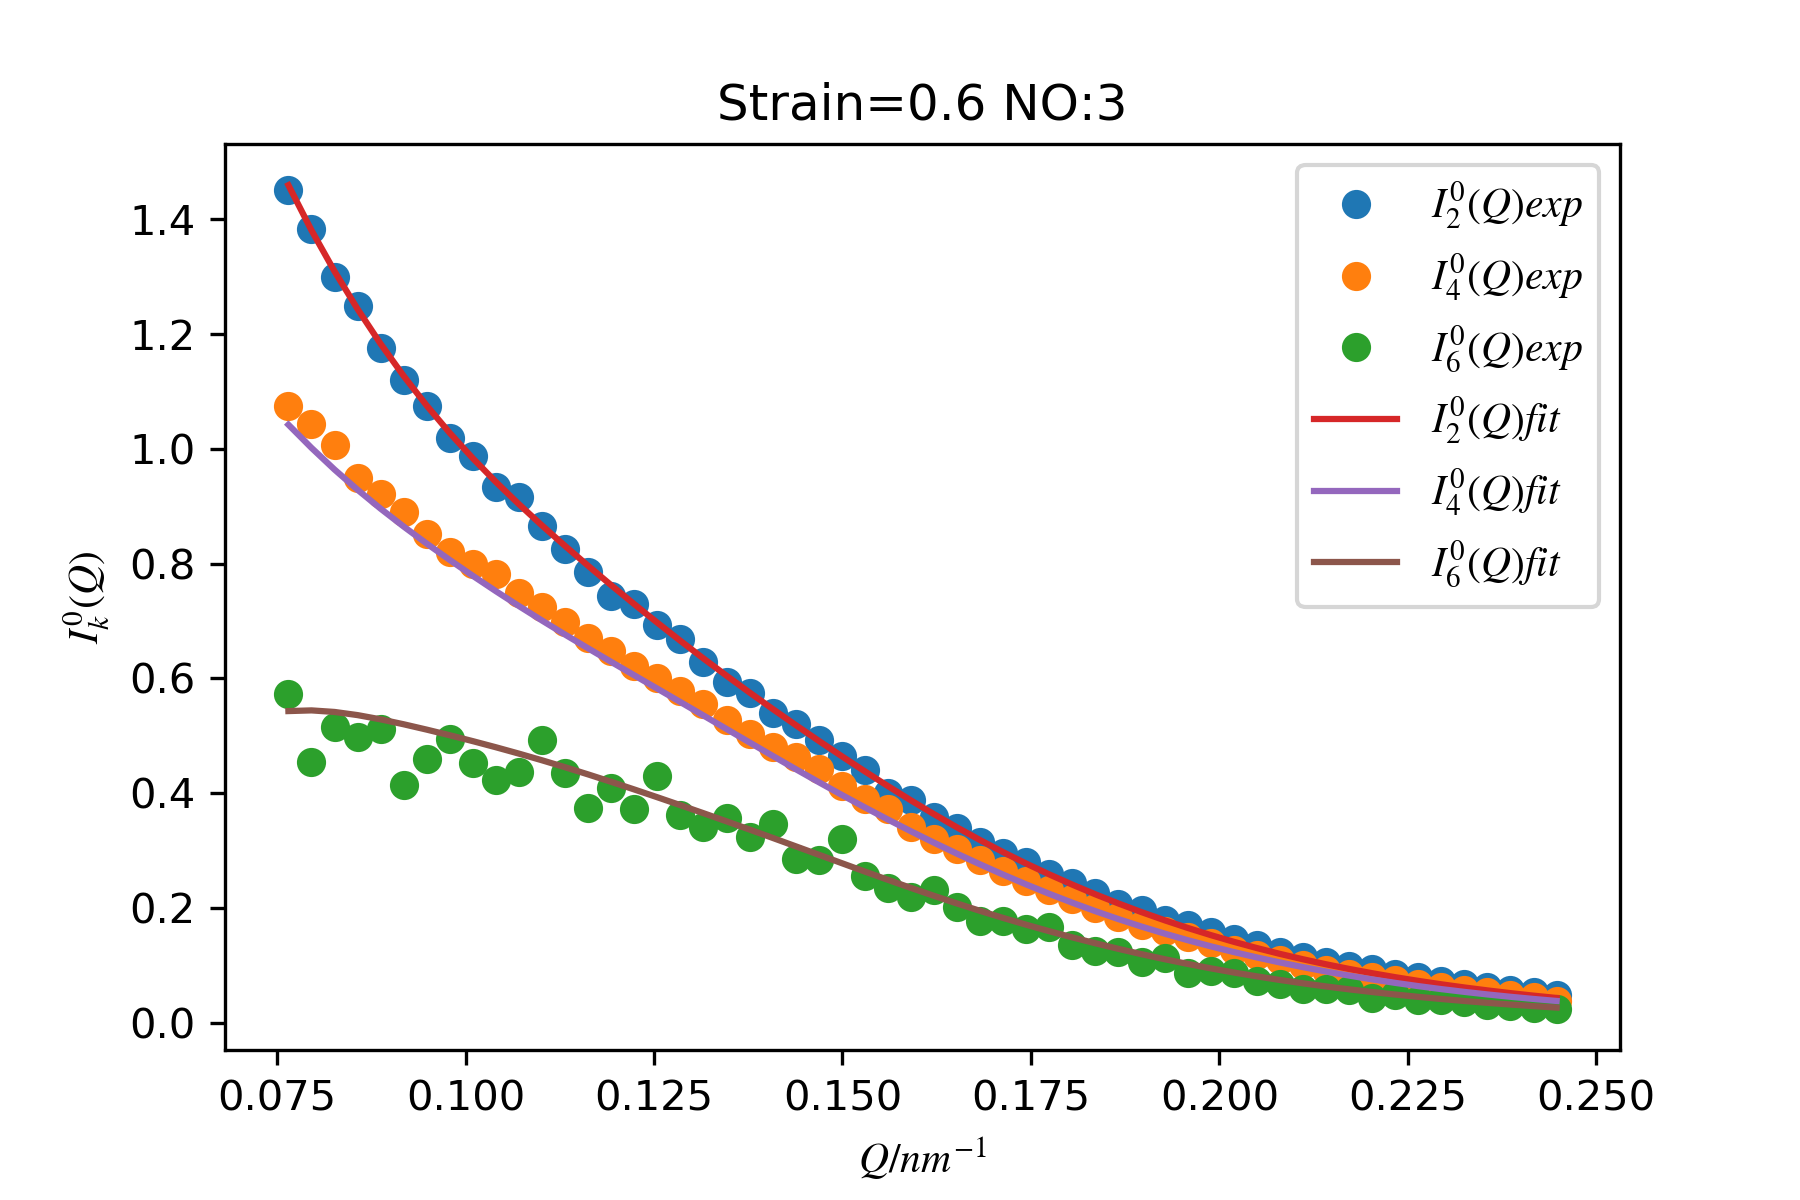 Strain=0.6 NO:3
I_k^0(Q)
1.4
1.2
1.0
0.8
0.6
0.4
0.2
0.0
I_2^0(Q)exp
I_4^0(Q)exp
I_6^0(Q)exp
I_2^0(Q)fit
I_4^0(Q)fit
I_6^0(Q)fit
0.075 0.100 0.125 0.150 0.175 0.200 0.225 0.250
Q/nm^{-1}